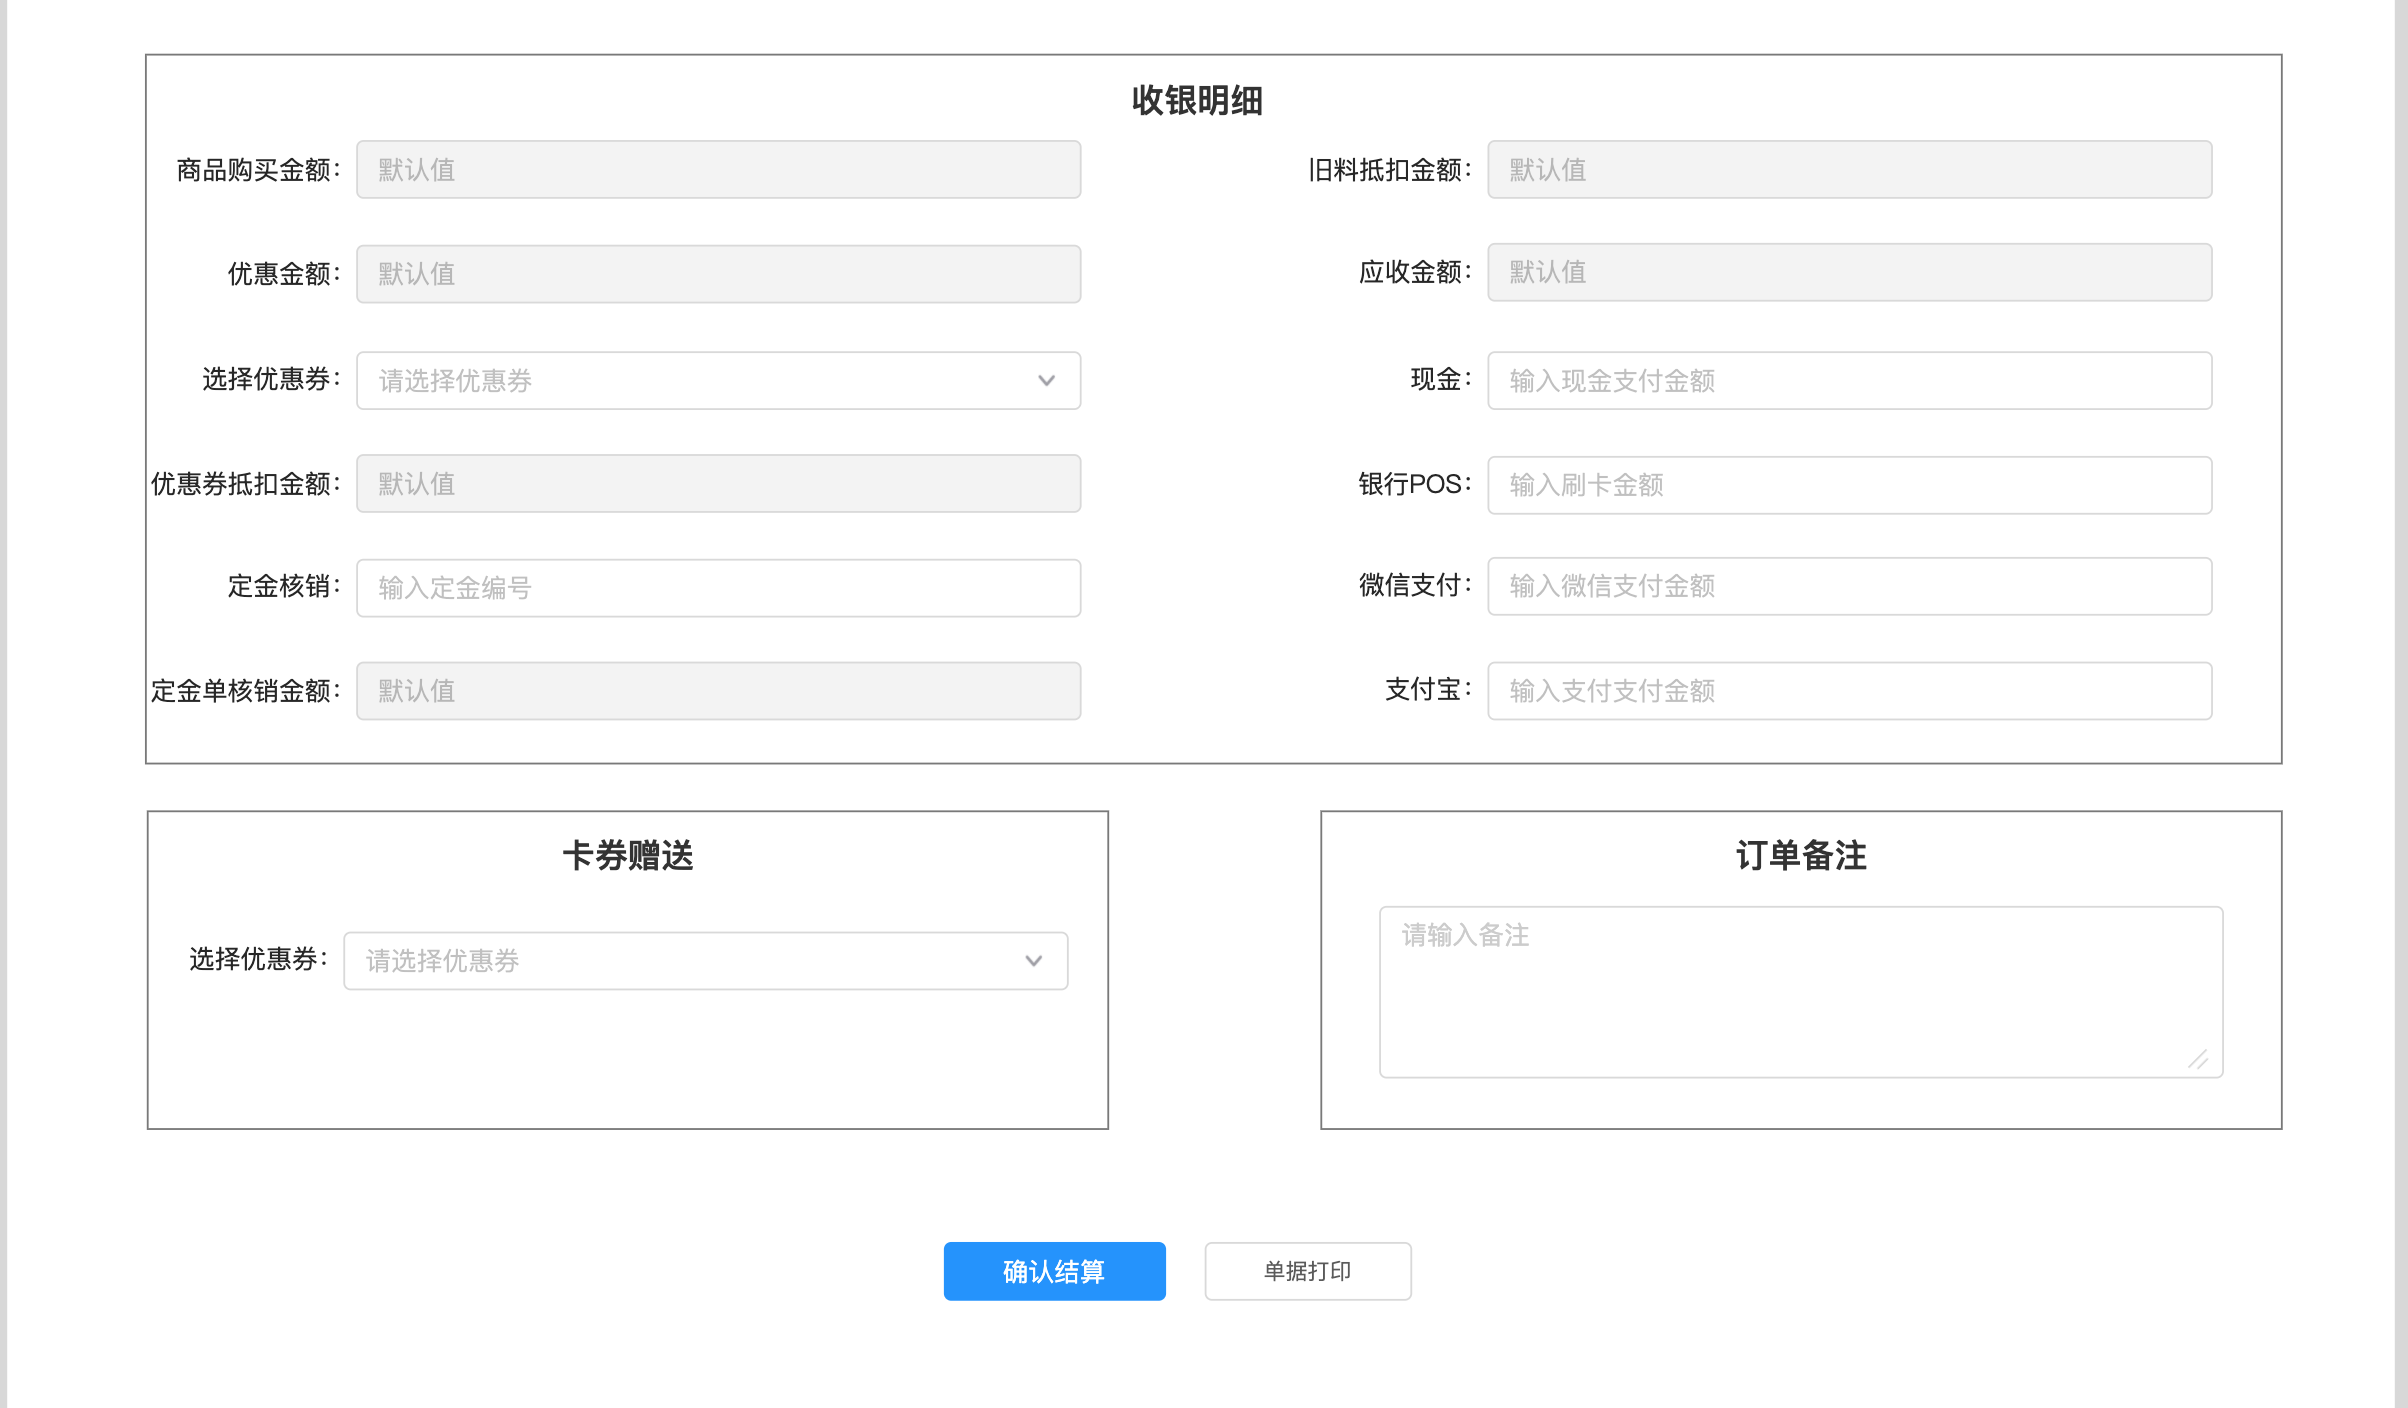 收银明细
商品购买金额： 默认值
旧料抵扣金额： 默认值
优惠金额： 默认值
应收金额： 默认值
选择优惠券： 请选择优惠券
现金： 输入现金支付金额
优惠券抵扣金额： 默认值
银行POS： 输入刷卡金额
定金核销： 输入定金编号
微信支付： 输入微信支付金额
定金单核销金额： 默认值
支付宝： 输入支付支付金额
卡券赠送
选择优惠券： 请选择优惠券
订单备注
请输入备注
确认结算
单据打印